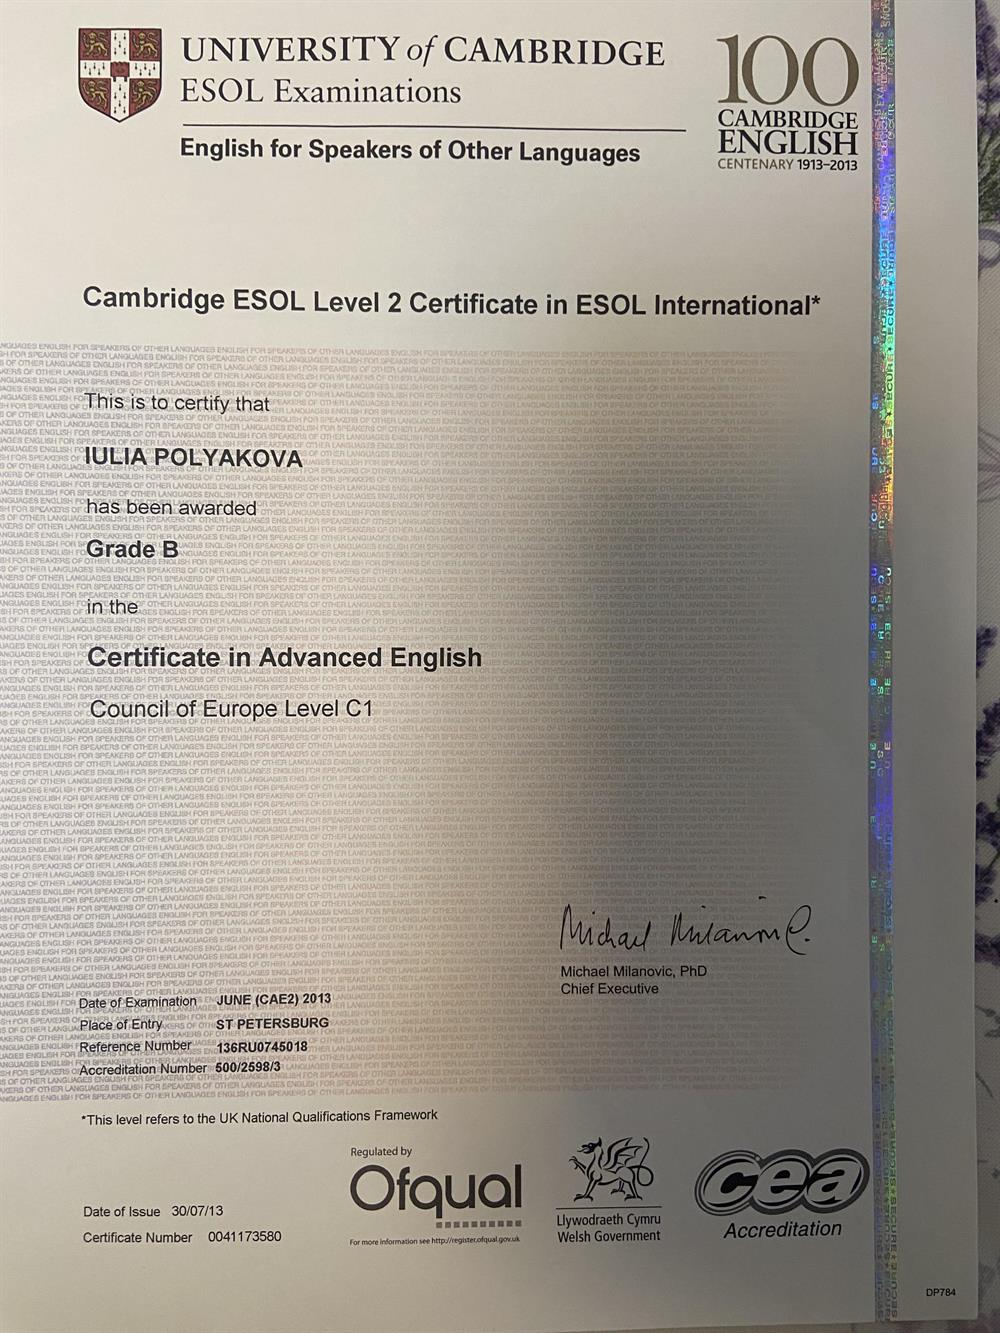 UNIVERSITY of CAMBRIDGE
ESOL Examinations
English for Speakers of Other Languages
100
CAMBRIDGE
ENGLISH
CENTENARY 1913–2013
Cambridge ESOL Level 2 Certificate in ESOL International*
This is to certify that
IULIA POLYAKOVA
has been awarded
Grade B
in the
Certificate in Advanced English
Council of Europe Level C1
Michael Milanovic
Michael Milanovic, PhD
Chief Executive
Date of Examination JUNE (CAE2) 2013
Place of Entry ST PETERSBURG
Reference Number 136RU0745018
Accreditation Number 500/2598/3
*This level refers to the UK National Qualifications Framework
Date of Issue 30/07/13
Certificate Number 0041173580
Regulated by
Ofqual
For more information see http://register.ofqual.gov.uk
Llywodraeth Cymru
Welsh Government
cea
Accreditation
DP784